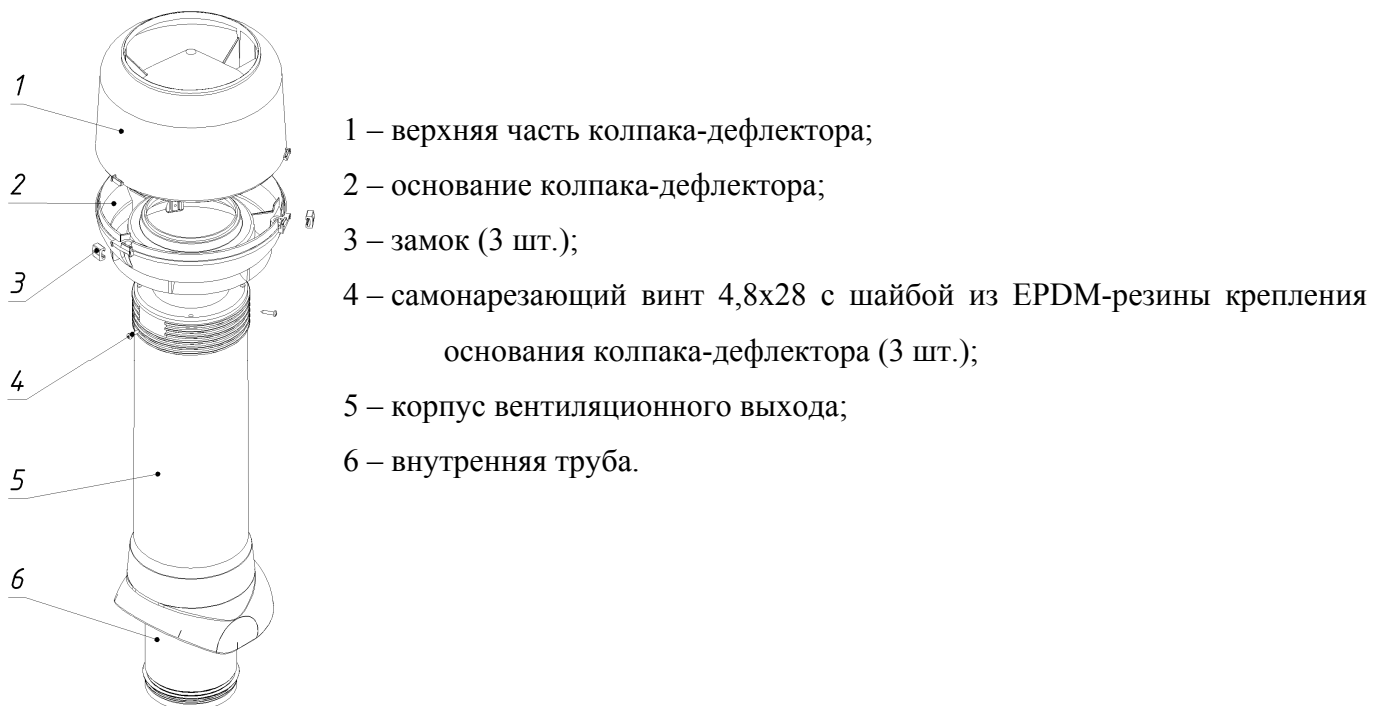 1
1 – верхняя часть колпака-дефлектора;
2
2 – основание колпака-дефлектора;
3 – замок (3 шт.);
3
4 – самонарезающий винт 4,8х28 с шайбой из EPDM-резины крепления
основания колпака-дефлектора (3 шт.);
4
5 – корпус вентиляционного выхода;
6 – внутренняя труба.
5
6